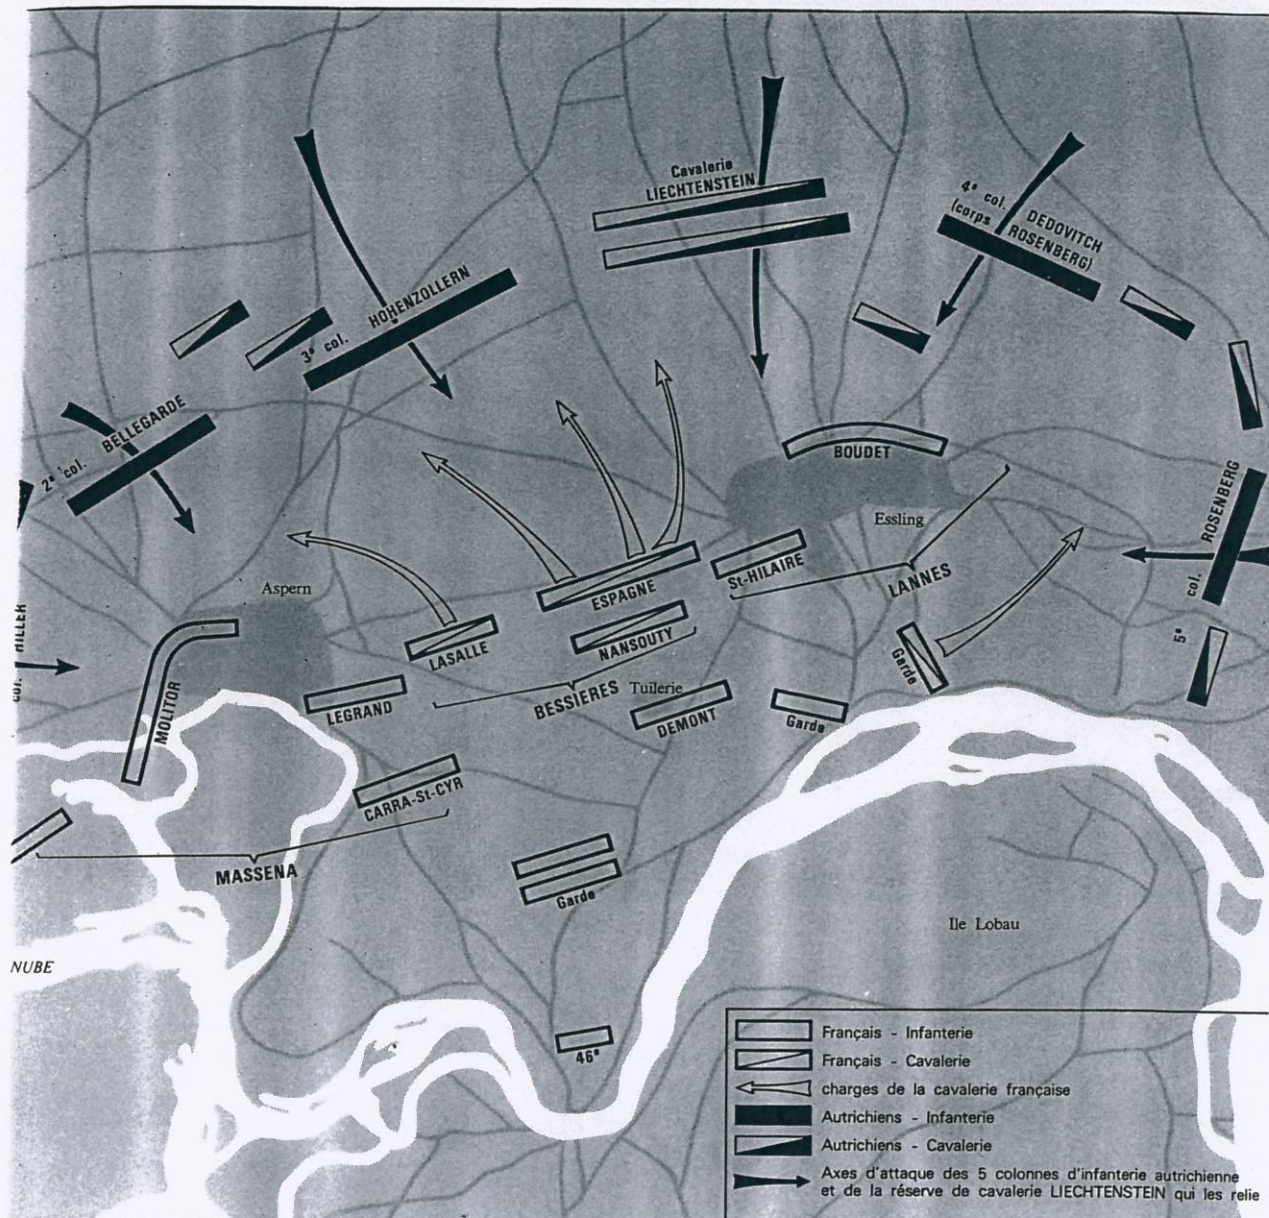 Cavalerie
LIECHTENSTEIN
4e col.
(corps
DEDOVITCH
ROSENBERG)
3e col.
HOHENZOLLERN
2e col.
BELLEGARDE
BOUDET
Essling
ROSENBERG
5e
col.
St-HILAIRE
LANNES
ESPAGNE
NANSOUTY
LASALLE
BESSIERES
Aspern
HILLER
col.
MOLITOR
LEGRAND
Tuilerie
DEMONT
Garde
Garde
CARRA-St-CYR
MASSENA
Garde
Ile Lobau
NUBE
46e
Français - Infanterie
Français - Cavalerie
charges de la cavalerie française
Autrichiens - Infanterie
Autrichiens - Cavalerie
Axes d'attaque des 5 colonnes d'infanterie autrichienne
et de la réserve de cavalerie LIECHTENSTEIN qui les relie